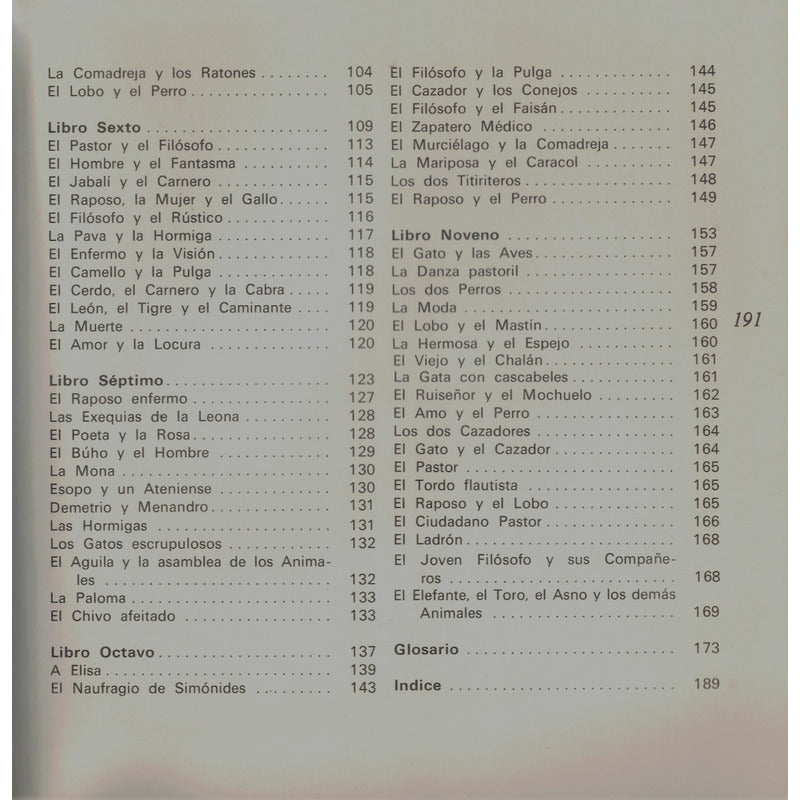 La Comadreja y los Ratones ........ 104
El Lobo y el Perro ............... 105
Libro Sexto .................... 109
El Pastor y el Filósofo ............ 113
El Hombre y el Fantasma .......... 114
El Jabalí y el Carnero ............ 115
El Raposo, la Mujer y el Gallo ...... 115
El Filósofo y el Rústico ........... 116
La Pava y la Hormiga ............. 117
El Enfermo y la Visión ............ 118
El Camello y la Pulga ............ 118
El Cerdo, el Carnero y la Cabra ..... 119
El León, el Tigre y el Caminante .... 119
La Muerte ...................... 120
El Amor y la Locura ............. 120
Libro Séptimo .................. 123
El Raposo enfermo ............... 127
Las Exequias de la Leona .......... 128
El Poeta y la Rosa ............... 128
El Búho y el Hombre ............. 129
La Mona ....................... 130
Esopo y un Ateniense ............. 130
Demetrio y Menandro ............. 131
Las Hormigas ................... 131
Los Gatos escrupulosos ........... 132
El Aguila y la asamblea de los Anima-
les ........................ 132
La Paloma ...................... 133
El Chivo afeitado ................ 133
Libro Octavo ................... 137
A Elisa ......................... 139
El Naufragio de Simónides ......... 143
El Filósofo y la Pulga ............ 144
El Cazador y los Conejos .......... 145
El Filósofo y el Faisán ............ 145
El Zapatero Médico .............. 146
El Murciélago y la Comadreja ....... 147
La Mariposa y el Caracol .......... 147
Los dos Titiriteros ............... 148
El Raposo y el Perro ............. 149
Libro Noveno ................... 153
El Gato y las Aves ............... 157
La Danza pastoril ................ 157
Los dos Perros .................. 158
La Moda ....................... 159
El Lobo y el Mastín .............. 160
La Hermosa y el Espejo ........... 160
El Viejo y el Chalán .............. 161
La Gata con cascabeles ........... 161
El Ruiseñor y el Mochuelo ......... 162
El Amo y el Perro ............... 163
Los dos Cazadores ............... 164
El Gato y el Cazador ............. 164
El Pastor ....................... 165
El Tordo flautista ................ 165
El Raposo y el Lobo ............. 165
El Ciudadano Pastor .............. 166
El Ladrón ...................... 168
El Joven Filósofo y sus Compañe-
ros ........................ 168
El Elefante, el Toro, el Asno y los demás
Animales ................... 169
Glosario ....................... 173
Indice ......................... 189
191